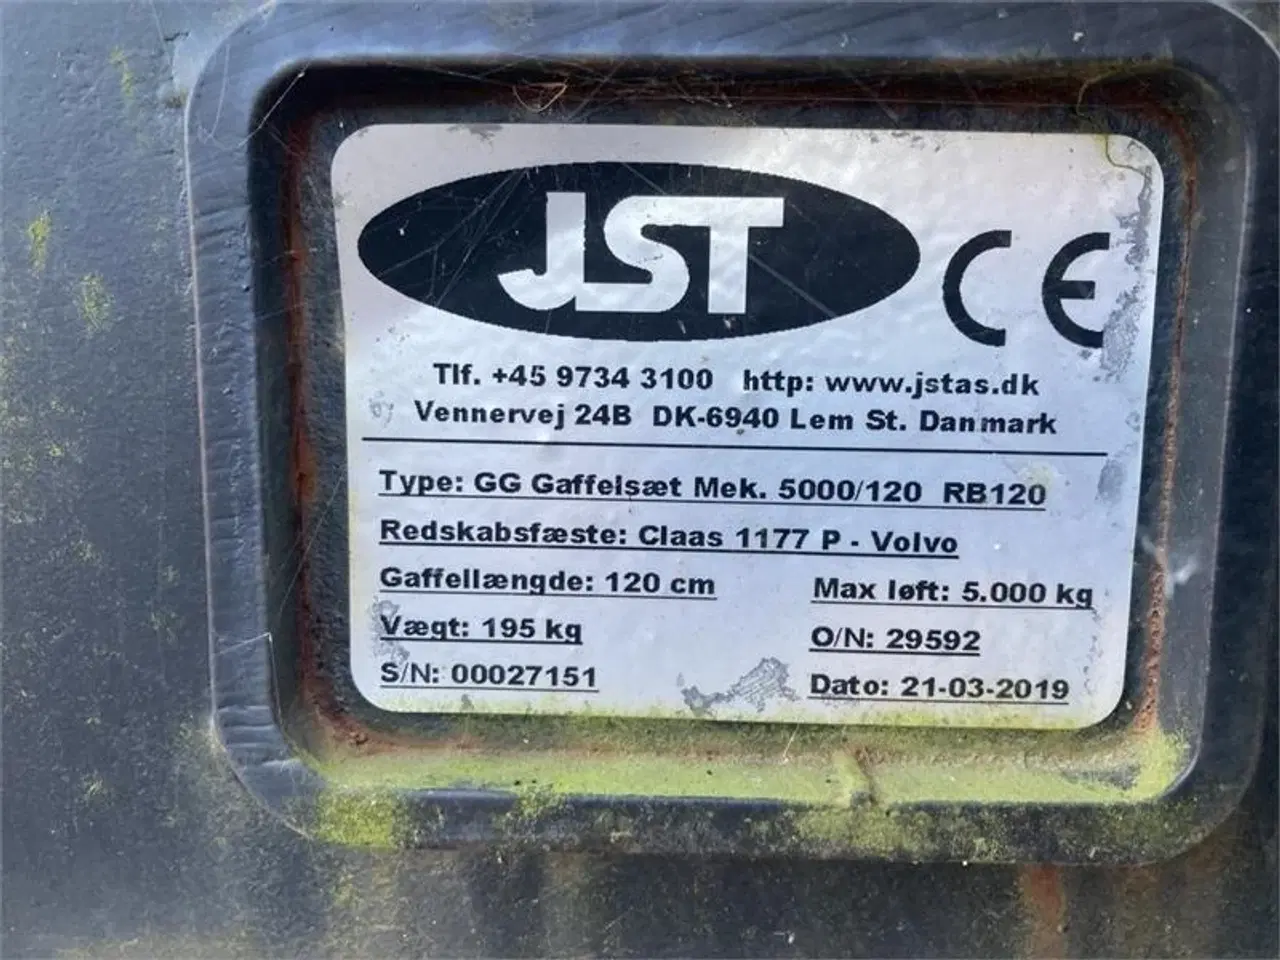 JST CE
Tlf. +45 9734 3100 http: www.jstas.dk
Vennervej 24B DK-6940 Lem St. Danmark
Type: GG Gaffelsæt Mek. 5000/120 RB120
Redskabsfæste: Claas 1177 P - Volvo
Gaffellængde: 120 cm Max løft: 5.000 kg
Vægt: 195 kg O/N: 29592
S/N: 00027151 Dato: 21-03-2019